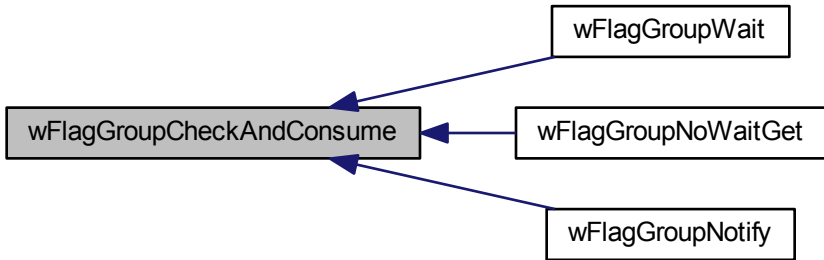 wFlagGroupWait
wFlagGroupCheckAndConsume
wFlagGroupNoWaitGet
wFlagGroupNotify